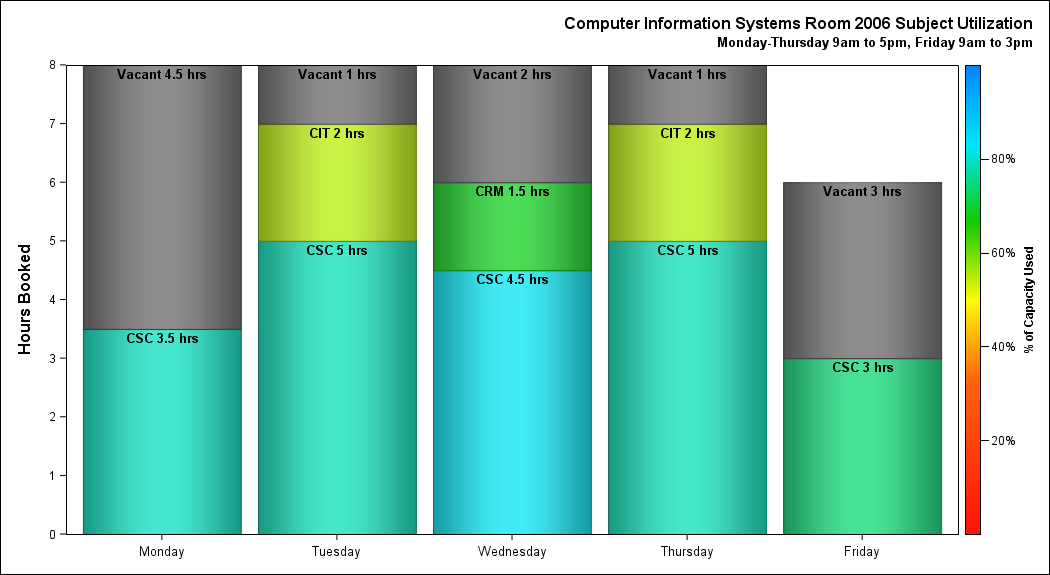 Computer Information Systems Room 2006 Subject Utilization
Monday-Thursday 9am to 5pm, Friday 9am to 3pm
Hours Booked
8
7
6
5
4
3
2
1
0
Vacant 4.5 hrs
CSC 3.5 hrs
Vacant 1 hrs
CIT 2 hrs
CSC 5 hrs
Vacant 2 hrs
CRM 1.5 hrs
CSC 4.5 hrs
Vacant 1 hrs
CIT 2 hrs
CSC 5 hrs
Vacant 3 hrs
CSC 3 hrs
Monday
Tuesday
Wednesday
Thursday
Friday
80%
60%
40%
20%
% of Capacity Used